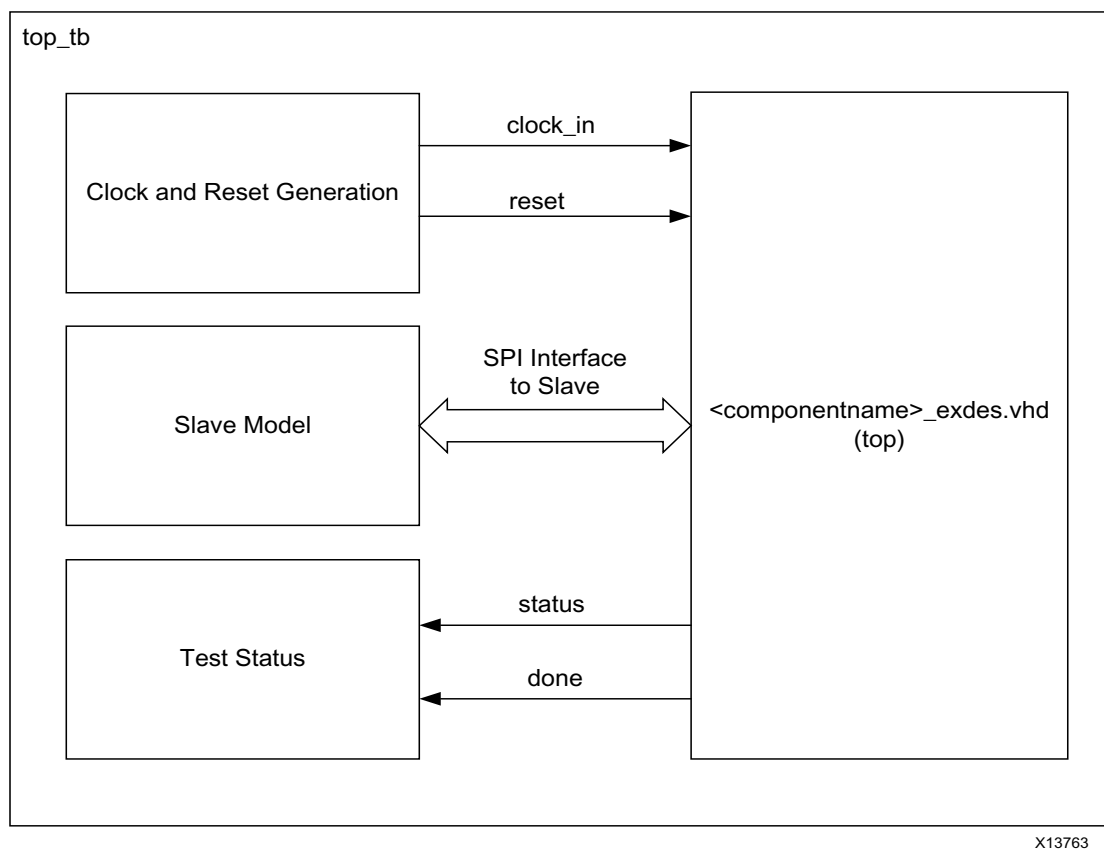 top_tb
Clock and Reset Generation
clock_in
reset
Slave Model
SPI Interface
to Slave
<componentname>_exdes.vhd
(top)
Test Status
status
done
X13763